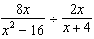 8x/(x² − 16) ÷ 2x/(x + 4)